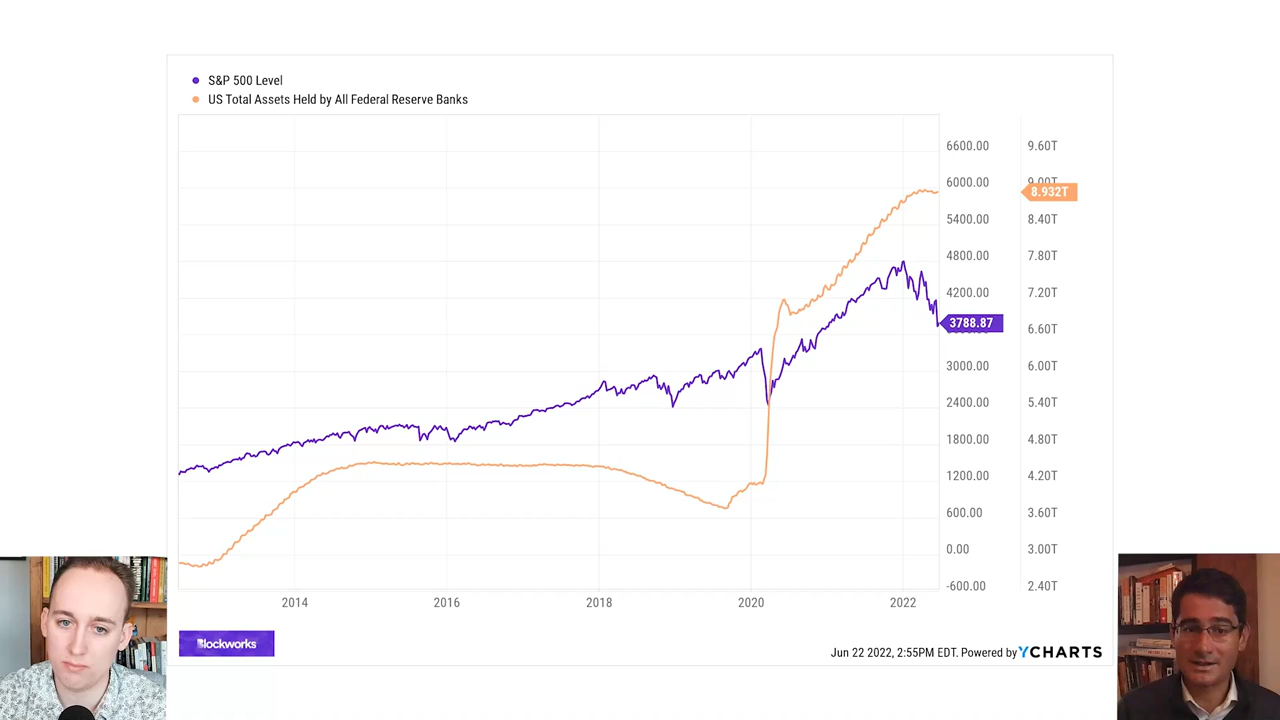 S&P 500 Level
US Total Assets Held by All Federal Reserve Banks
6600.00 9.60T
6000.00 9.00T
8.932T
5400.00 8.40T
4800.00 7.80T
4200.00 7.20T
3788.87
6.60T
3000.00 6.00T
2400.00 5.40T
1800.00 4.80T
1200.00 4.20T
600.00 3.60T
0.00 3.00T
-600.00 2.40T
2014 2016 2018 2020 2022
Blockworks
Jun 22 2022, 2:55PM EDT. Powered by YCHARTS